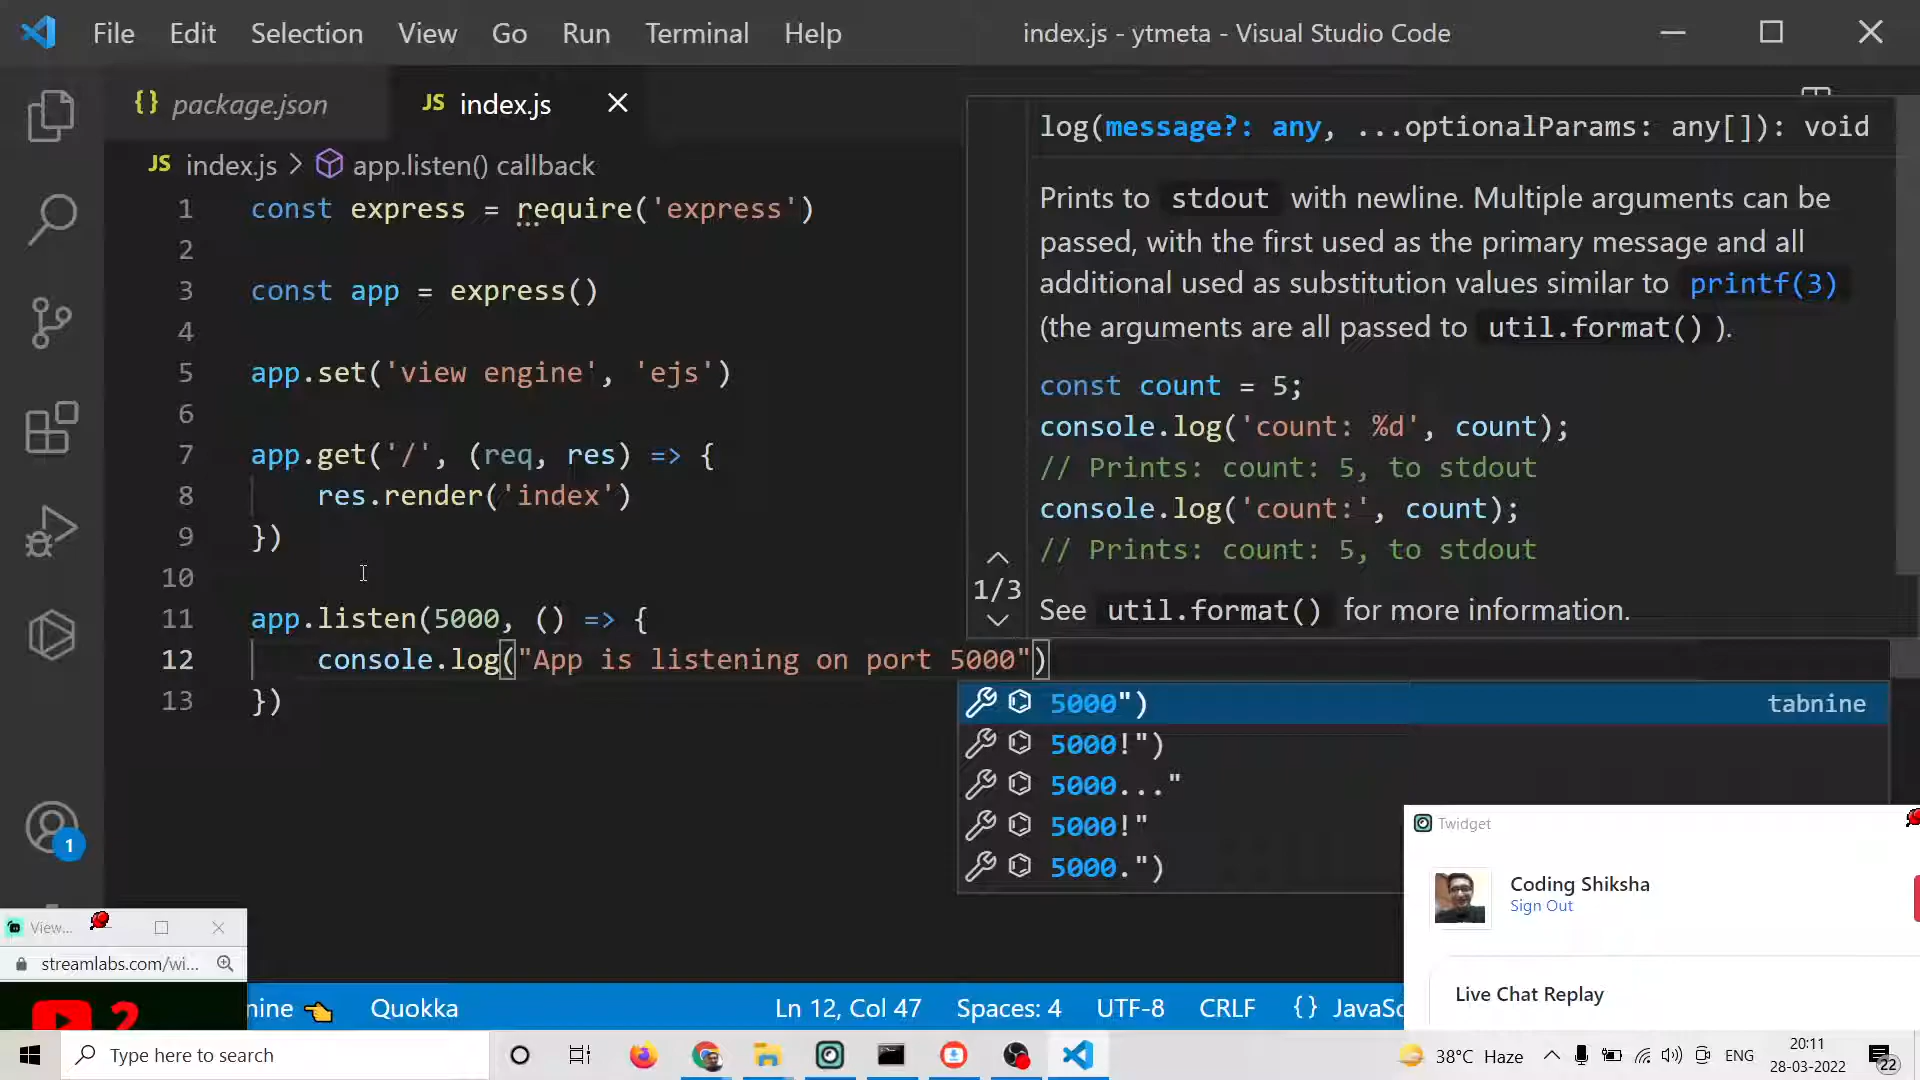 File Edit Selection View Go Run Terminal Help index.js - ytmeta - Visual Studio Code
{} package.json JS index.js
JS index.js > app.listen() callback
1 const express = require('express')
2
3 const app = express()
4
5 app.set('view engine', 'ejs')
6
7 app.get('/', (req, res) => {
8 res.render('index')
9 })
10
11 app.listen(5000, () => {
12 console.log("App is listening on port 5000")
13 })
log(message?: any, ...optionalParams: any[]): void
Prints to stdout with newline. Multiple arguments can be
passed, with the first used as the primary message and all
additional used as substitution values similar to printf(3)
(the arguments are all passed to util.format() ).
const count = 5;
console.log('count: %d', count);
// Prints: count: 5, to stdout
console.log('count:', count);
// Prints: count: 5, to stdout
1/3
See util.format() for more information.
5000") tabnine
5000!")
5000..."
5000!"
5000.")
Twidget
Coding Shiksha
Sign Out
Live Chat Replay
1
View...
streamlabs.com/wi...
2
nine Quokka Ln 12, Col 47 Spaces: 4 UTF-8 CRLF {} JavaSc
Type here to search
38°C Haze ENG 20:11
28-03-2022
22